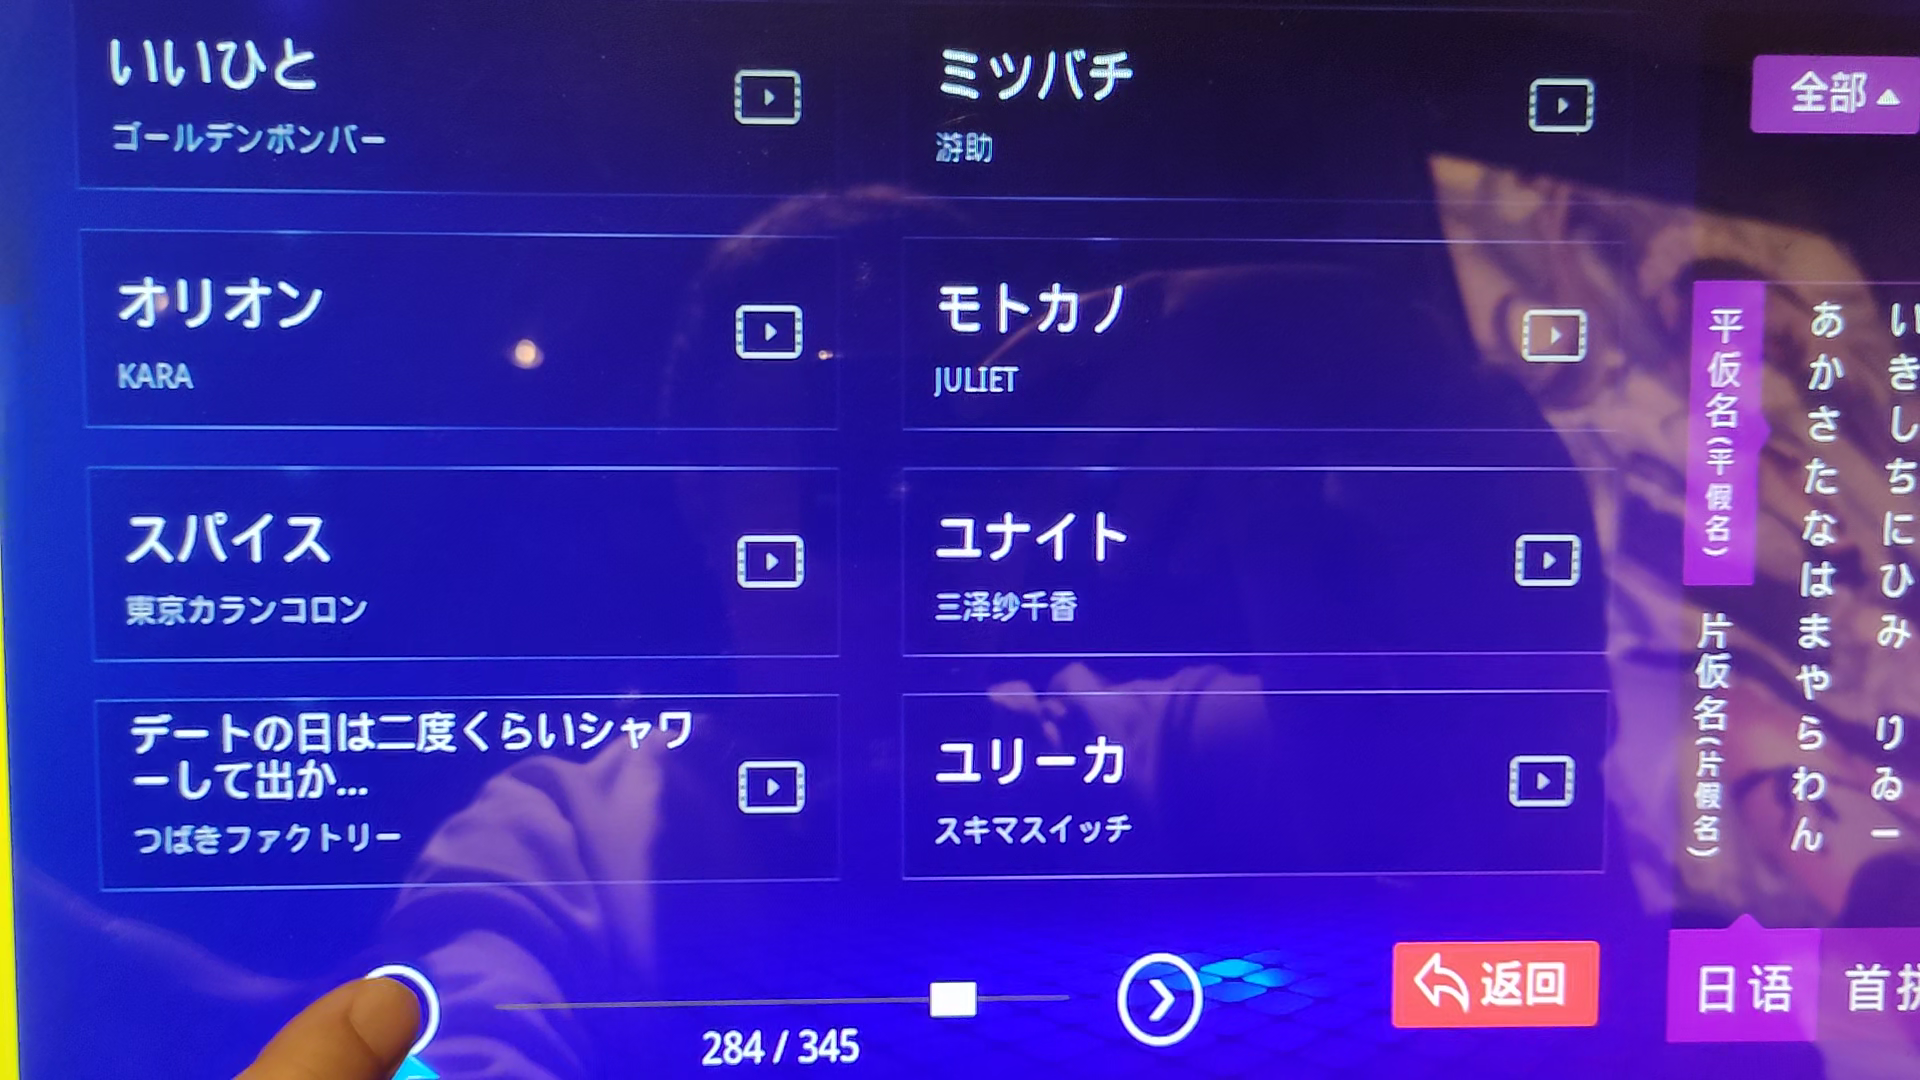 いいひと
ゴールデンボンバー
ミツバチ
游助
オリオン
KARA
モトカノ
JULIET
スパイス
東京カランコロン
ユナイト
三泽纱千香
デートの日は二度くらいシャワ
ーして出か...
つばきファクトリー
ユリーカ
スキマスイッチ
284 / 345
返回
全部
平仮名(平假名)
片仮名(片假名)
あかさたなはまやらわん
いきしちにひみ りゐー
日语
首拼